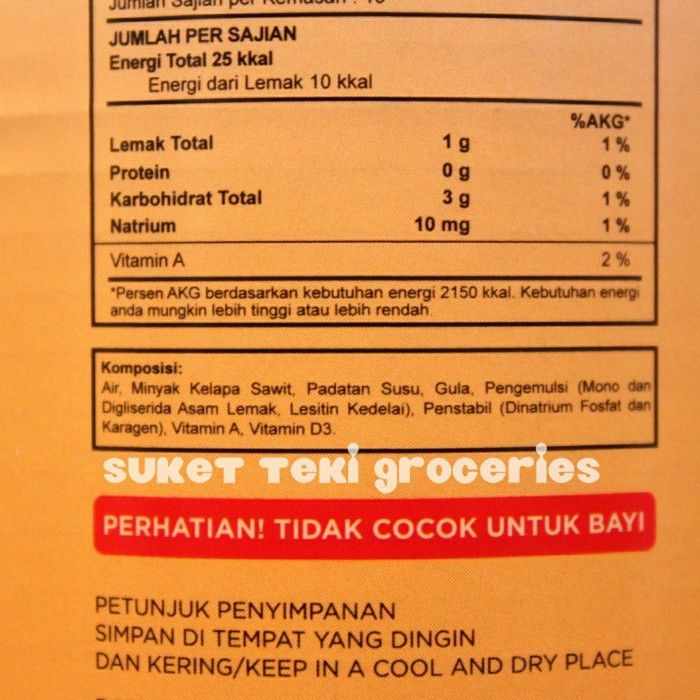 Jumlah Sajian per Kemasan :
JUMLAH PER SAJIAN
Energi Total 25 kkal
Energi dari Lemak 10 kkal
%AKG*
Lemak Total 1 g 1 %
Protein 0 g 0 %
Karbohidrat Total 3 g 1 %
Natrium 10 mg 1 %
Vitamin A 2 %
*Persen AKG berdasarkan kebutuhan energi 2150 kkal. Kebutuhan energi
anda mungkin lebih tinggi atau lebih rendah.
Komposisi:
Air, Minyak Kelapa Sawit, Padatan Susu, Gula, Pengemulsi (Mono dan
Digliserida Asam Lemak, Lesitin Kedelai), Penstabil (Dinatrium Fosfat dan
Karagen), Vitamin A, Vitamin D3.
SUKET TEKI GROCERIES
PERHATIAN! TIDAK COCOK UNTUK BAYI
PETUNJUK PENYIMPANAN
SIMPAN DI TEMPAT YANG DINGIN
DAN KERING/KEEP IN A COOL AND DRY PLACE